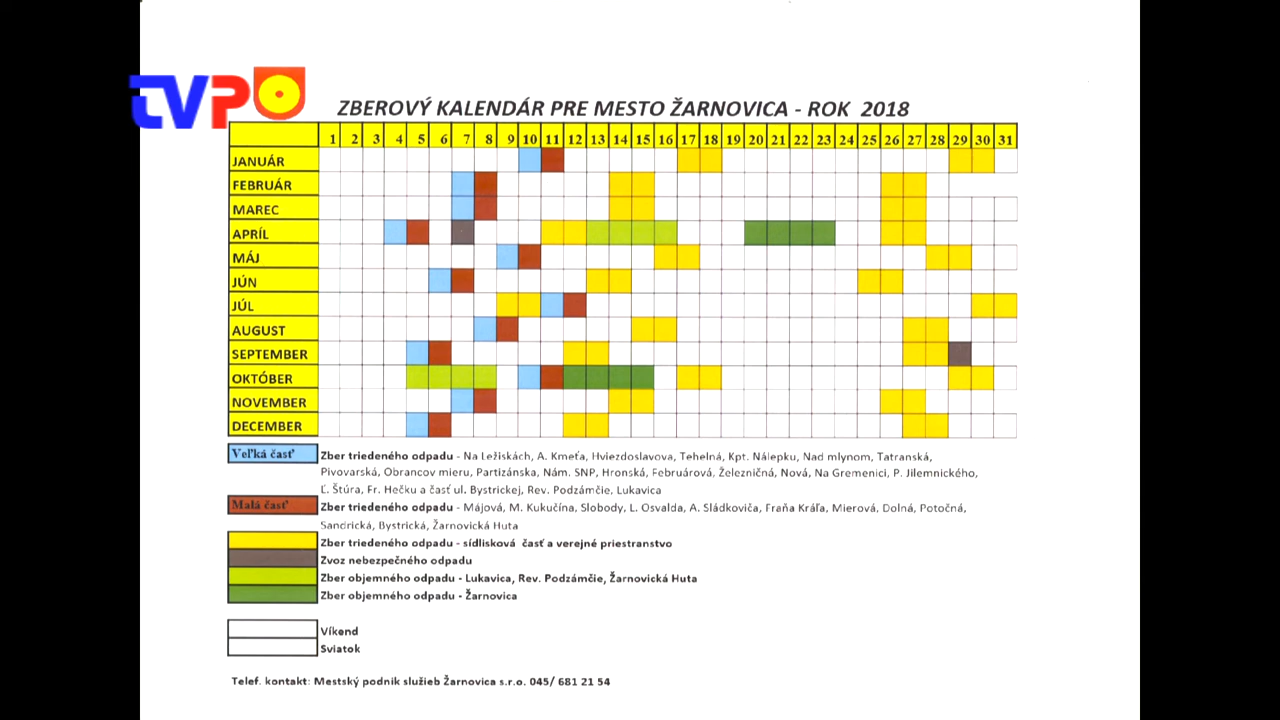 TVPO
ZBEROVÝ KALENDÁR PRE MESTO ŽARNOVICA - ROK 2018
1 2 3 4 5 6 7 8 9 10 11 12 13 14 15 16 17 18 19 20 21 22 23 24 25 26 27 28 29 30 31
JANUÁR
FEBRUÁR
MAREC
APRÍL
MÁJ
JÚN
JÚL
AUGUST
SEPTEMBER
OKTÓBER
NOVEMBER
DECEMBER
Veľká časť Zber triedeného odpadu - Na Ležiskách, A. Kmeťa, Hviezdoslavova, Tehelná, Kpt. Nálepku, Nad mlynom, Tatranská,
Pivovarská, Obrancov mieru, Partizánska, Nám. SNP, Hronská, Februárová, Železničná, Nová, Na Gremenici, P. Jilemnického,
Ľ. Štúra, Fr. Hečku a časť ul. Bystrickej, Rev. Podzámčie, Lukavica
Malá časť Zber triedeného odpadu - Májová, M. Kukučína, Slobody, L. Osvalda, A. Sládkoviča, Fraňa Kráľa, Mierová, Dolná, Potočná,
Sandrická, Bystrická, Žarnovická Huta
Zber triedeného odpadu - sídlisková časť a verejné priestranstvo
Zvoz nebezpečného odpadu
Zber objemného odpadu - Lukavica, Rev. Podzámčie, Žarnovická Huta
Zber objemného odpadu - Žarnovica
Víkend
Sviatok
Telef. kontakt: Mestský podnik služieb Žarnovica s.r.o. 045/ 681 21 54